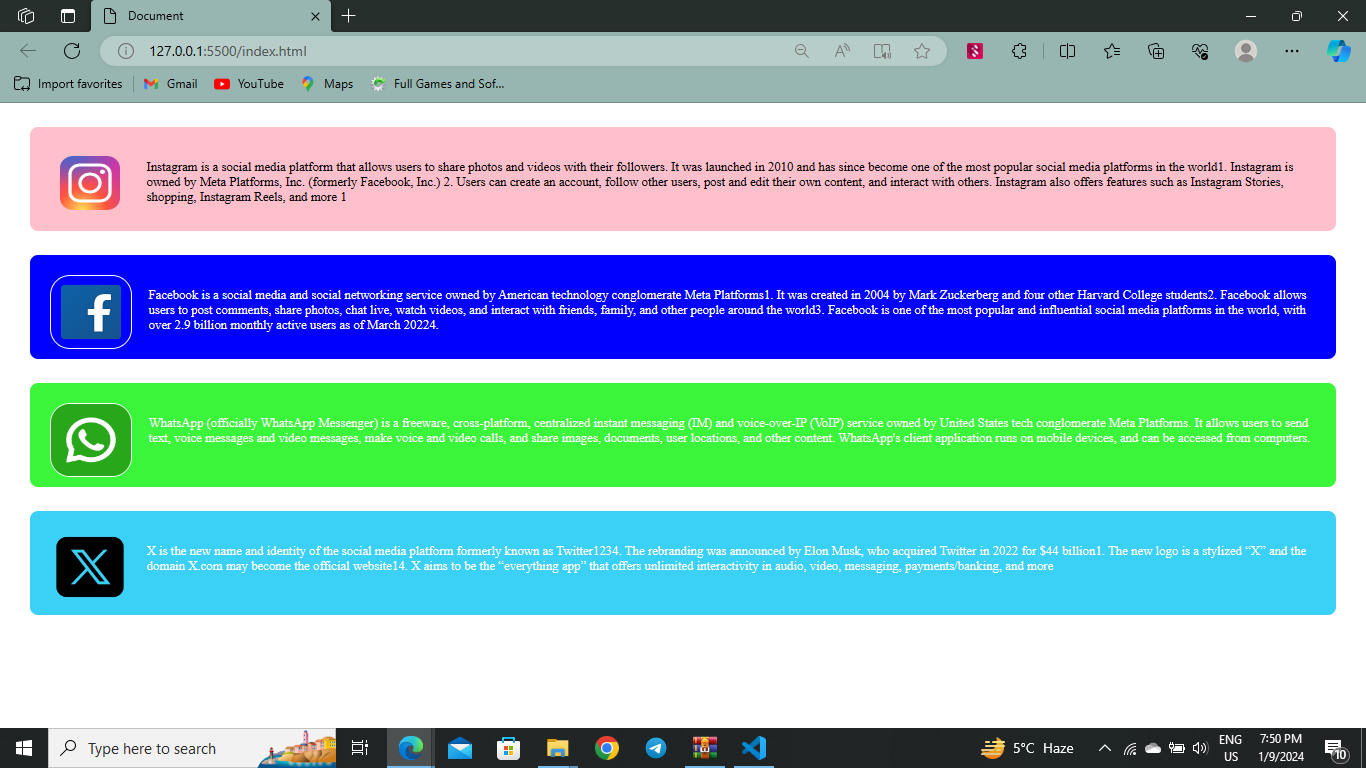 Document
127.0.0.1:5500/index.html
Import favorites
Gmail
YouTube
Maps
Full Games and Sof...
Instagram is a social media platform that allows users to share photos and videos with their followers. It was launched in 2010 and has since become one of the most popular social media platforms in the world1. Instagram is
owned by Meta Platforms, Inc. (formerly Facebook, Inc.) 2. Users can create an account, follow other users, post and edit their own content, and interact with others. Instagram also offers features such as Instagram Stories,
shopping, Instagram Reels, and more 1
Facebook is a social media and social networking service owned by American technology conglomerate Meta Platforms1. It was created in 2004 by Mark Zuckerberg and four other Harvard College students2. Facebook allows
users to post comments, share photos, chat live, watch videos, and interact with friends, family, and other people around the world3. Facebook is one of the most popular and influential social media platforms in the world, with
over 2.9 billion monthly active users as of March 20224.
WhatsApp (officially WhatsApp Messenger) is a freeware, cross-platform, centralized instant messaging (IM) and voice-over-IP (VoIP) service owned by United States tech conglomerate Meta Platforms. It allows users to send
text, voice messages and video messages, make voice and video calls, and share images, documents, user locations, and other content. WhatsApp's client application runs on mobile devices, and can be accessed from computers.
X is the new name and identity of the social media platform formerly known as Twitter1234. The rebranding was announced by Elon Musk, who acquired Twitter in 2022 for $44 billion1. The new logo is a stylized “X” and the
domain X.com may become the official website14. X aims to be the “everything app” that offers unlimited interactivity in audio, video, messaging, payments/banking, and more
Type here to search
5°C Haze
ENG
US
7:50 PM
1/9/2024
10